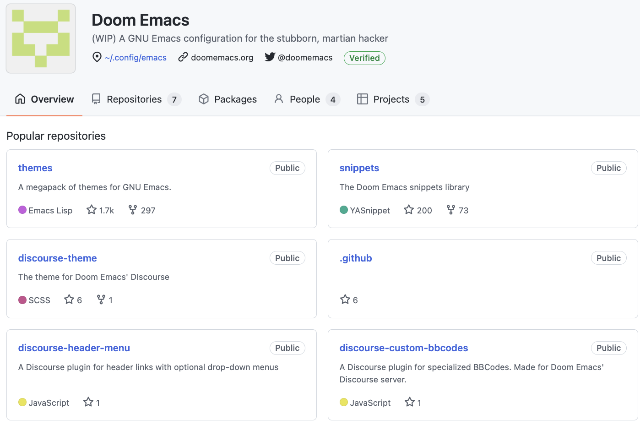 Doom Emacs
(WIP) A GNU Emacs configuration for the stubborn, martian hacker
~/.config/emacs doomemacs.org @doomemacs Verified
Overview Repositories 7 Packages People 4 Projects 5
Popular repositories
themes Public
A megapack of themes for GNU Emacs.
Emacs Lisp 1.7k 297
snippets Public
The Doom Emacs snippets library
YASnippet 200 73
discourse-theme Public
The theme for Doom Emacs' DIscourse
SCSS 6 1
.github Public
6
discourse-header-menu Public
A Discourse plugin for header links with optional drop-down menus
JavaScript 1
discourse-custom-bbcodes Public
A Discourse plugin for specialized BBCodes. Made for Doom Emacs'
Discourse server.
JavaScript 1